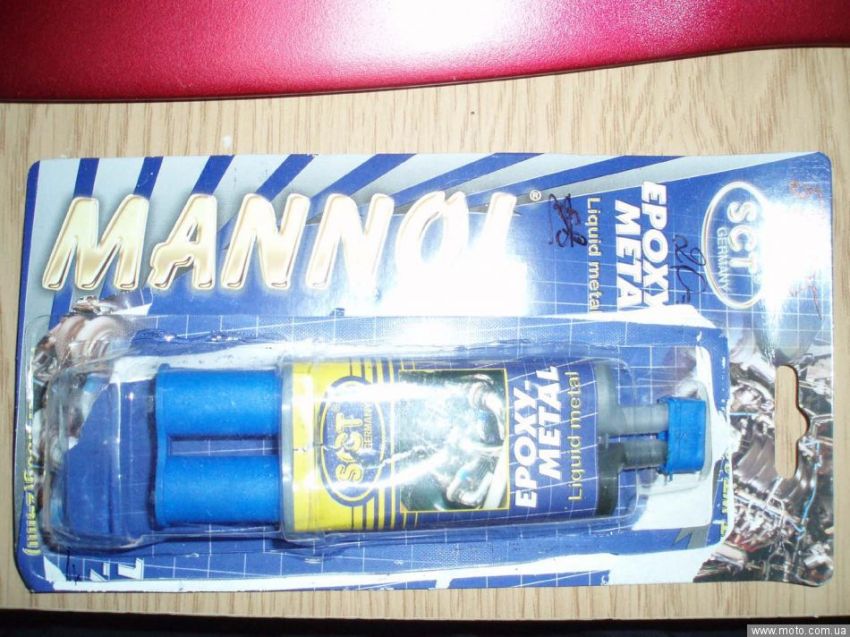 MANNOL®
EPOXY
METAL
Liquid metal
SCT
GERMANY
SCT
GERMANY
EPOXY-
METAL
Liquid metal
www.moto.com.ua